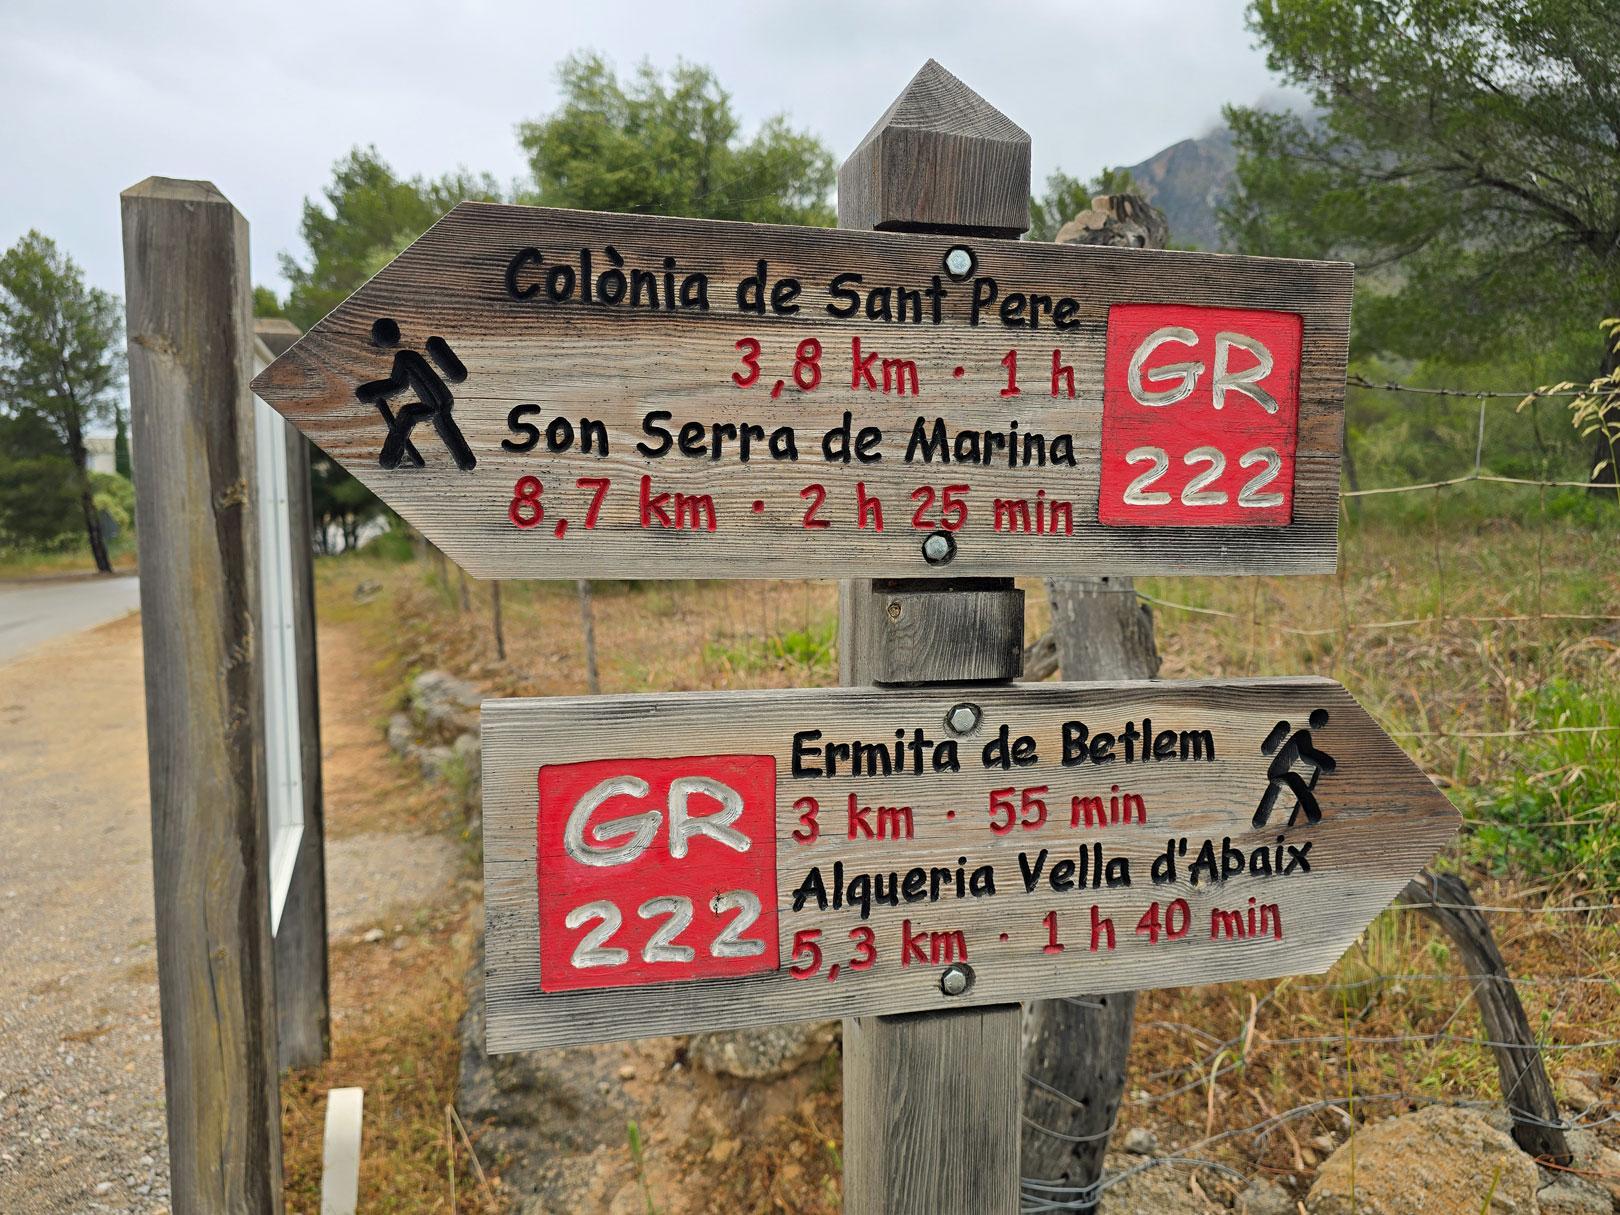 Colònia de Sant Pere
3,8 km · 1 h
Son Serra de Marina
8,7 km · 2 h 25 min
GR
222
GR
222
Ermita de Betlem
3 km · 55 min
Alqueria Vella d'Abaix
5,3 km · 1 h 40 min